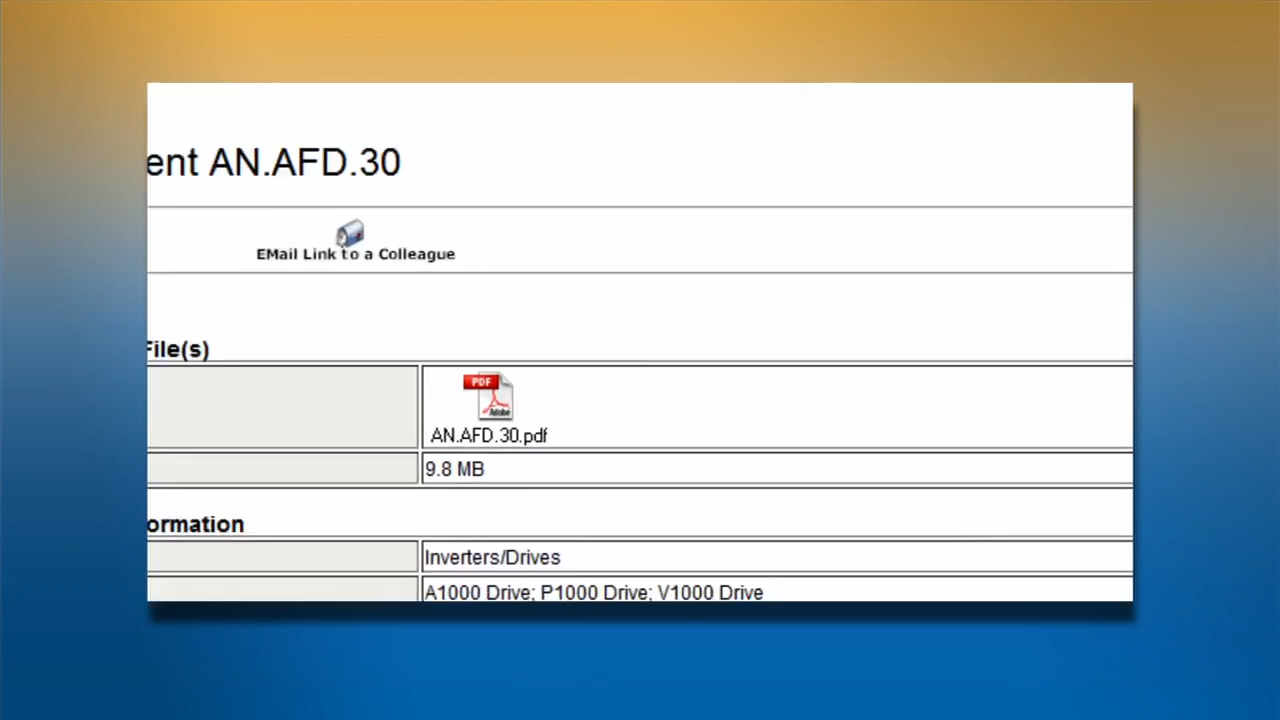 ent AN.AFD.30
EMail Link to a Colleague
File(s)
PDF
Adobe
AN.AFD.30.pdf
9.8 MB
ormation
Inverters/Drives
A1000 Drive; P1000 Drive; V1000 Drive